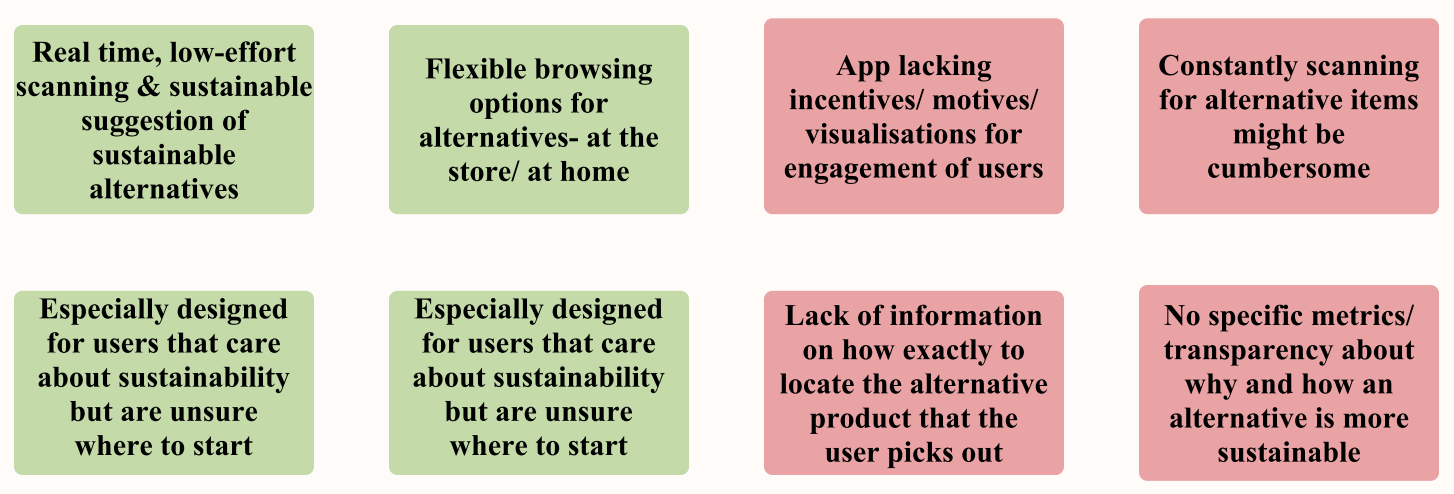 Real time, low-effort
scanning & sustainable
suggestion of
sustainable
alternatives
Flexible browsing
options for
alternatives- at the
store/ at home
App lacking
incentives/ motives/
visualisations for
engagement of users
Constantly scanning
for alternative items
might be
cumbersome
Especially designed
for users that care
about sustainability
but are unsure
where to start
Especially designed
for users that care
about sustainability
but are unsure
where to start
Lack of information
on how exactly to
locate the alternative
product that the
user picks out
No specific metrics/
transparency about
why and how an
alternative is more
sustainable